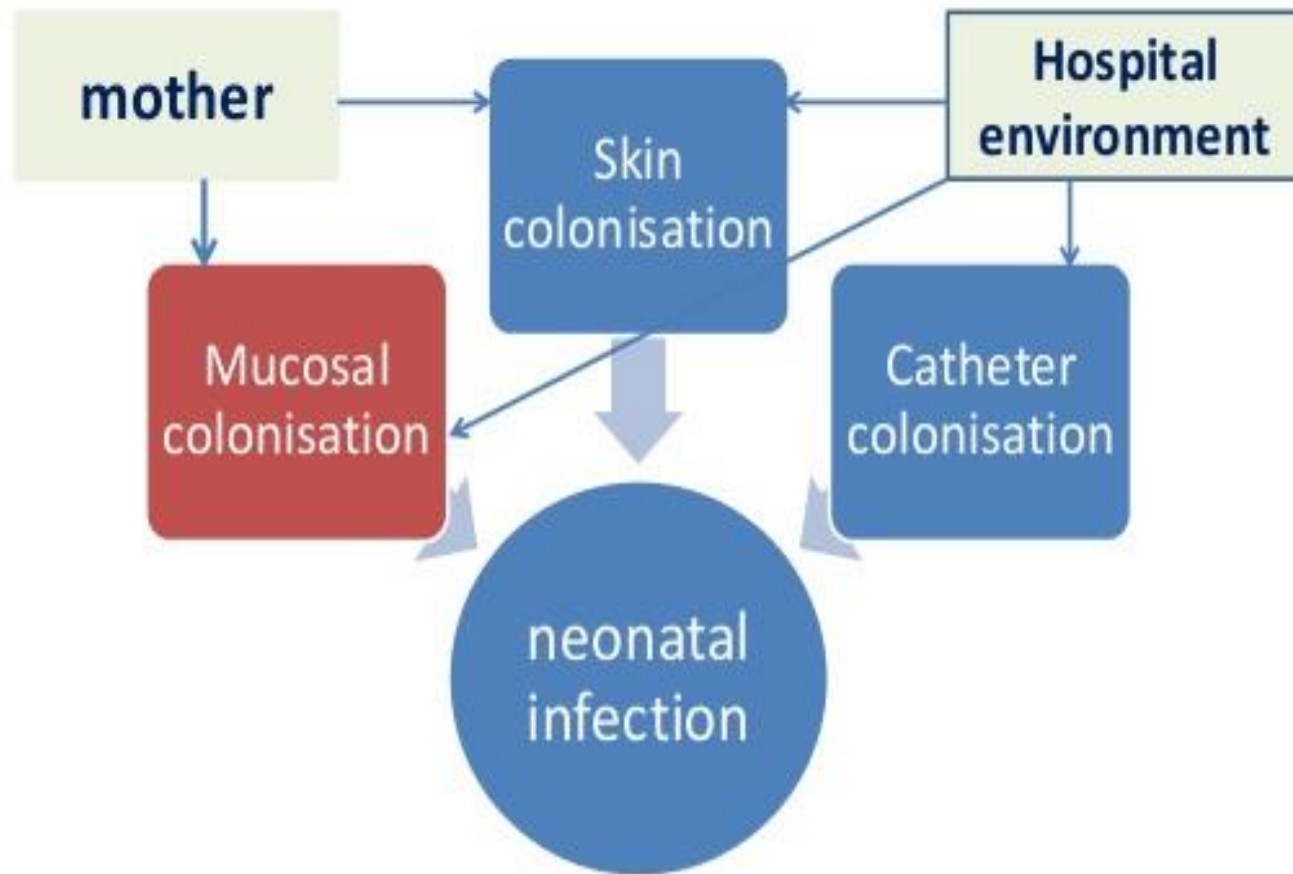 mother
Hospital
environment
Skin
colonisation
Mucosal
colonisation
Catheter
colonisation
neonatal
infection